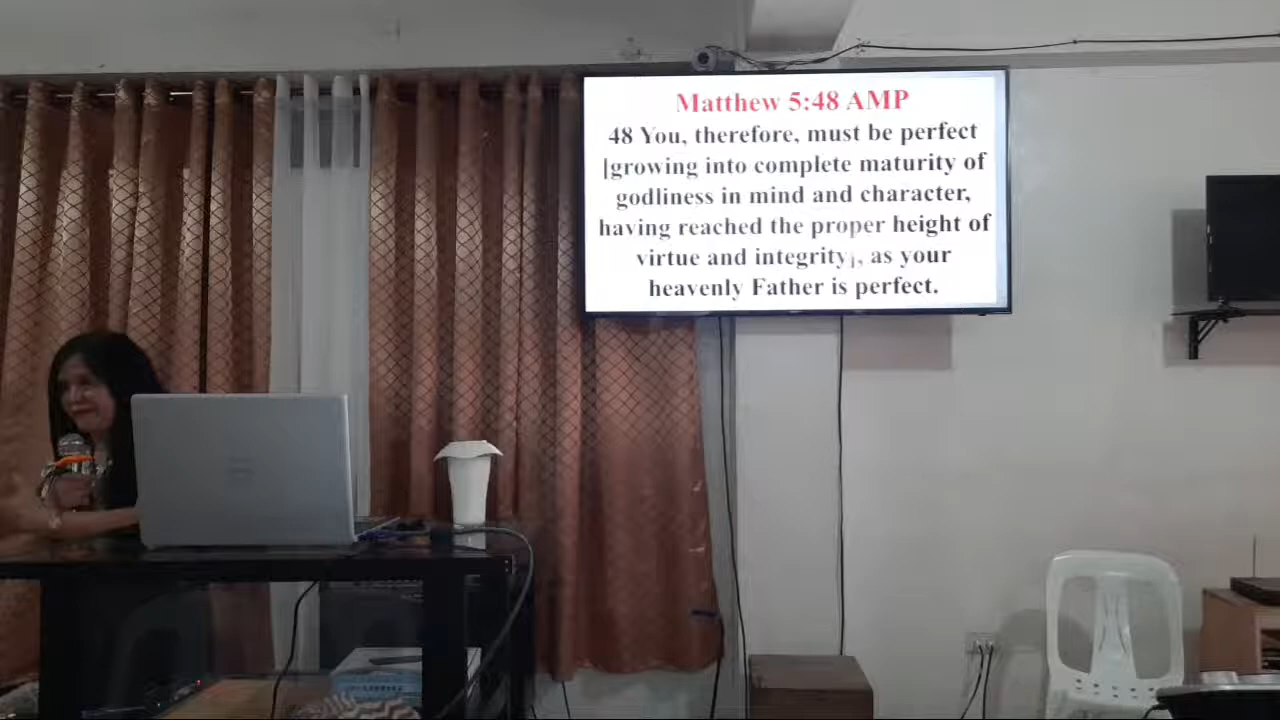 Matthew 5:48 AMP
48 You, therefore, must be perfect
[growing into complete maturity of
godliness in mind and character,
having reached the proper height of
virtue and integrity], as your
heavenly Father is perfect.